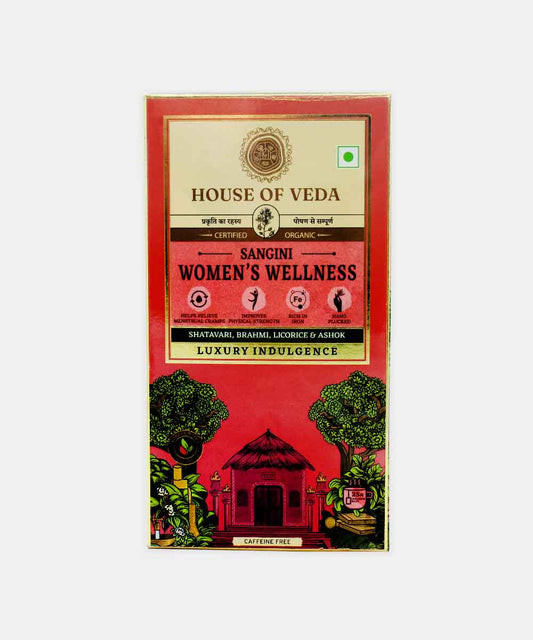 HOUSE OF VEDA
प्रकृति का रहस्य
पोषण से सम्पूर्ण
CERTIFIED ORGANIC
SANGINI
WOMEN'S WELLNESS
HELPS RELIEVE
MENSTRUAL CRAMPS
IMPROVES
PHYSICAL STRENGTH
Fe
RICH IN
IRON
HAND
PLUCKED
SHATAVARI, BRAHMI, LICORICE & ASHOK
LUXURY INDULGENCE
CAFFEINE FREE